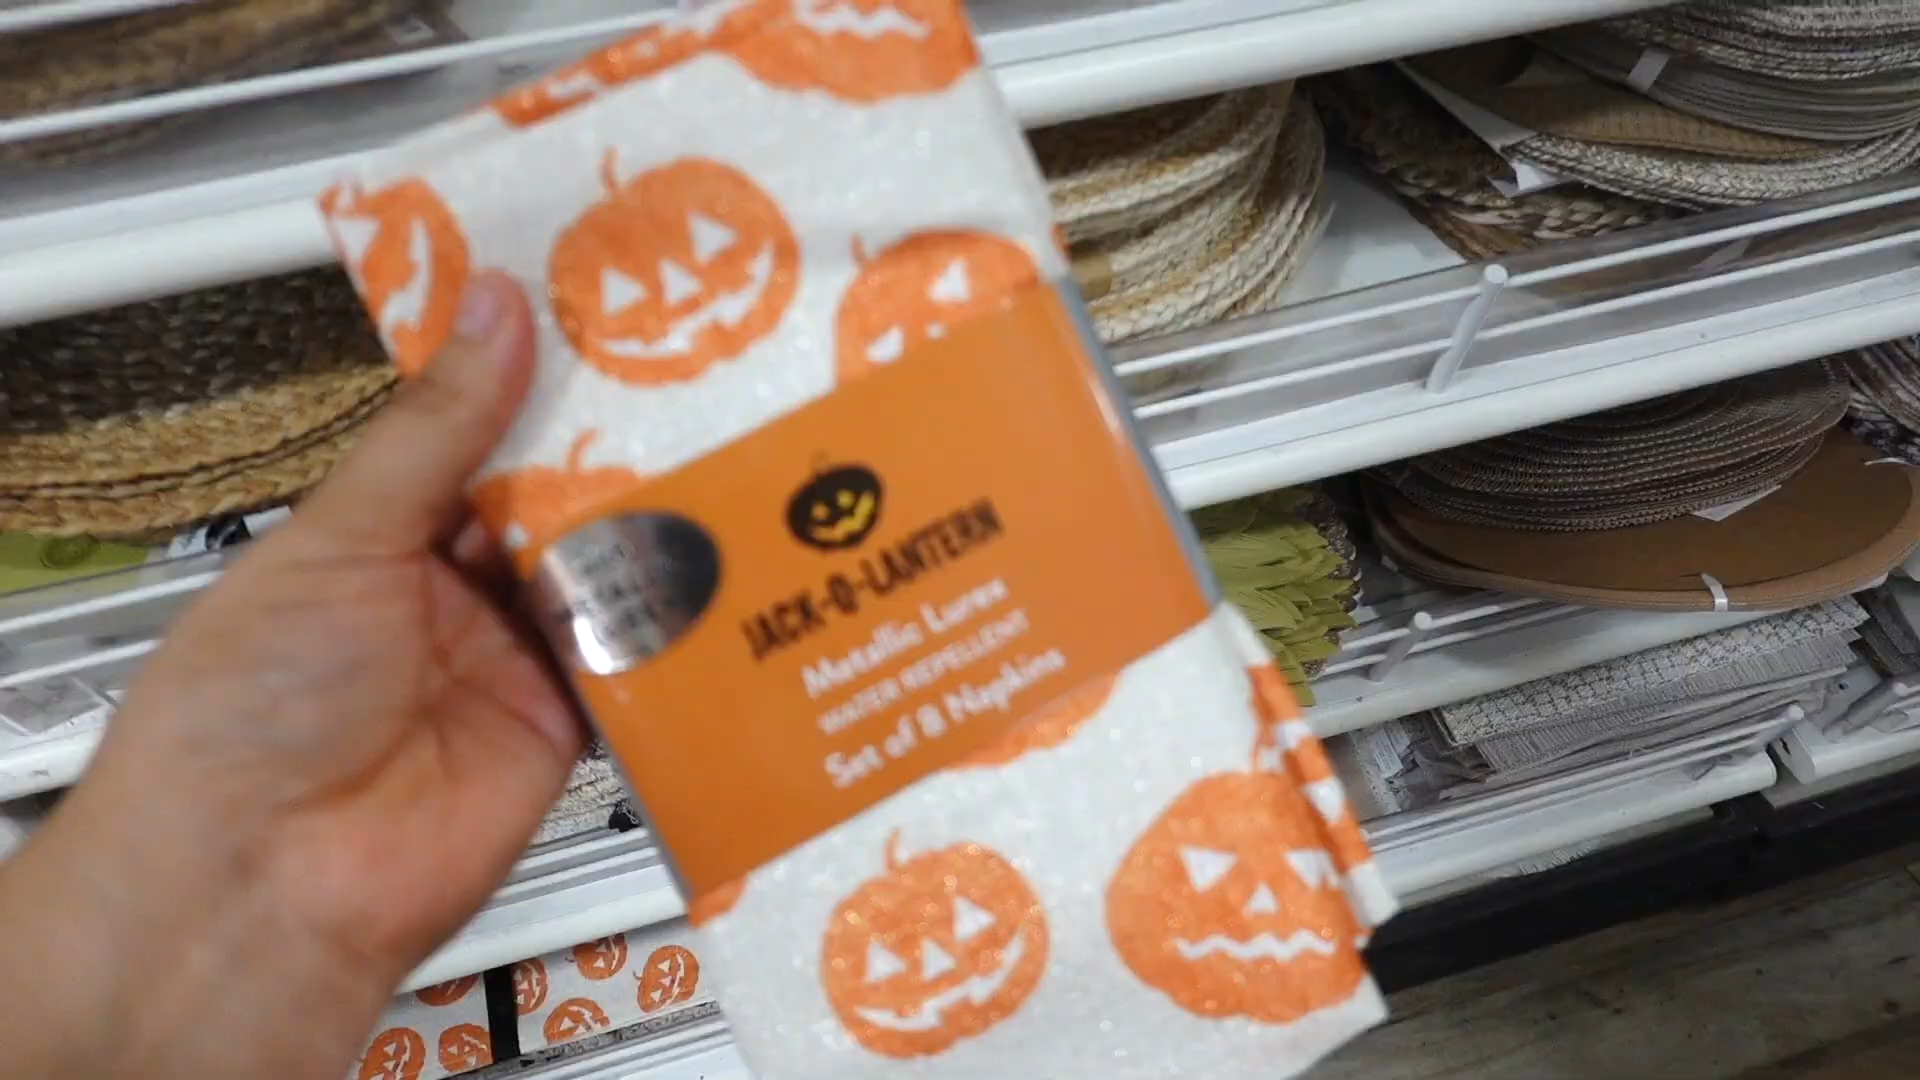 JACK-O-LANTERN
Metallic Lurex
WATER REPELLENT
Set of 8 Napkins